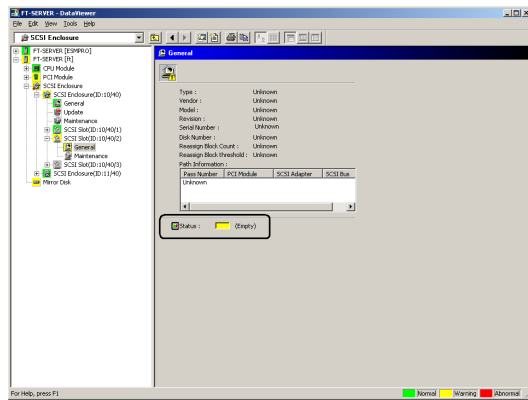 FT-SERVER - DataViewer
File Edit View Tools Help
SCSI Enclosure
FT-SERVER [ESMPRO]
FT-SERVER [ft]
CPU Module
PCI Module
SCSI Enclosure
SCSI Enclosure(ID:10/40)
General
Update
Maintenance
SCSI Slot(ID:10/40/1)
SCSI Slot(ID:10/40/2)
General
Maintenance
SCSI Slot(ID:10/40/3)
SCSI Enclosure(ID:11/40)
Mirror Disk
General
Type : Unknown
Vendor : Unknown
Model : Unknown
Revision : Unknown
Serial Number : Unknown
Disk Number : Unknown
Reassign Block Count : Unknown
Reassign Block threshold : Unknown
Path Information :
Pass Number PCI Module SCSI Adapter SCSI Bus
Unknown
Status : (Empty)
For Help, press F1
Normal Warning Abnormal